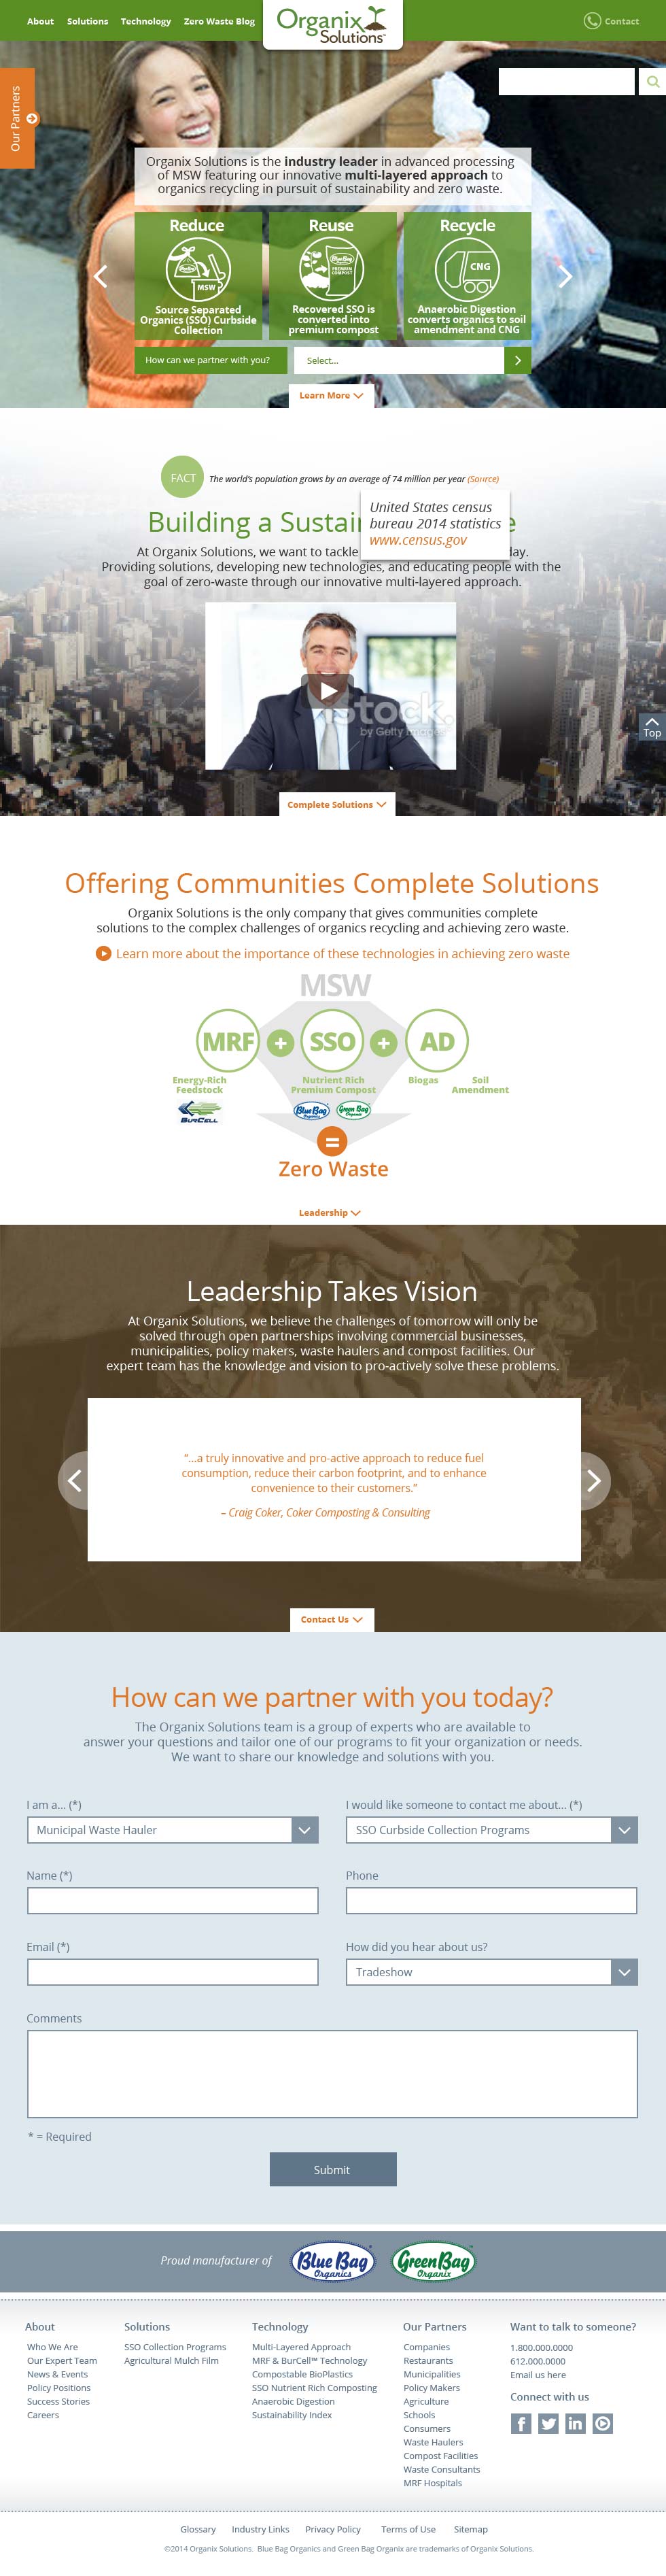 About Solutions Technology Zero Waste Blog
Organix
Solutions™
Contact
Our Partners
Organix Solutions is the industry leader in advanced processing
of MSW featuring our innovative multi-layered approach to
organics recycling in pursuit of sustainability and zero waste.
Reduce
MSW
Source Separated
Organics (SSO) Curbside
Collection
Reuse
BlueBag
PREMIUM
COMPOST
Recovered SSO is
converted into
premium compost
Recycle
CNG
Anaerobic Digestion
converts organics to soil
amendment and CNG
How can we partner with you?
Select...
Learn More
FACT
The world's population grows by an average of 74 million per year (Source)
United States census
bureau 2014 statistics
www.census.gov
Building a
At Organix Solutions, we want to tackle
Providing solutions, developing new technologies, and educating people with the
goal of zero-waste through our innovative multi-layered approach.
iStock.
by Getty Images
Top
Complete Solutions
Offering Communities Complete Solutions
Organix Solutions is the only company that gives communities complete
solutions to the complex challenges of organics recycling and achieving zero waste.
Learn more about the importance of these technologies in achieving zero waste
MSW
MRF + SSO + AD
Energy-Rich
Feedstock
BURCELL
Nutrient Rich
Premium Compost
Blue Bag
Organics
Green Bag
Organix
Biogas
Soil
Amendment
=
Zero Waste
Leadership
Leadership Takes Vision
At Organix Solutions, we believe the challenges of tomorrow will only be
solved through open partnerships involving commercial businesses,
municipalities, policy makers, waste haulers and compost facilities. Our
expert team has the knowledge and vision to pro-actively solve these problems.
“...a truly innovative and pro-active approach to reduce fuel
consumption, reduce their carbon footprint, and to enhance
convenience to their customers.”
– Craig Coker, Coker Composting & Consulting
Contact Us
How can we partner with you today?
The Organix Solutions team is a group of experts who are available to
answer your questions and tailor one of our programs to fit your organization or needs.
We want to share our knowledge and solutions with you.
I am a... (*)
Municipal Waste Hauler
I would like someone to contact me about... (*)
SSO Curbside Collection Programs
Name (*)
Phone
Email (*)
How did you hear about us?
Tradeshow
Comments
* = Required
Submit
Proud manufacturer of
Blue Bag
Organics
Green Bag
Organix
About
Who We Are
Our Expert Team
News & Events
Policy Positions
Success Stories
Careers
Solutions
SSO Collection Programs
Agricultural Mulch Film
Technology
Multi-Layered Approach
MRF & BurCell™ Technology
Compostable BioPlastics
SSO Nutrient Rich Composting
Anaerobic Digestion
Sustainability Index
Our Partners
Companies
Restaurants
Municipalities
Policy Makers
Agriculture
Schools
Consumers
Waste Haulers
Compost Facilities
Waste Consultants
MRF Hospitals
Want to talk to someone?
1.800.000.0000
612.000.0000
Email us here
Connect with us
Glossary Industry Links Privacy Policy Terms of Use Sitemap
©2014 Organix Solutions. Blue Bag Organics and Green Bag Organix are trademarks of Organix Solutions.